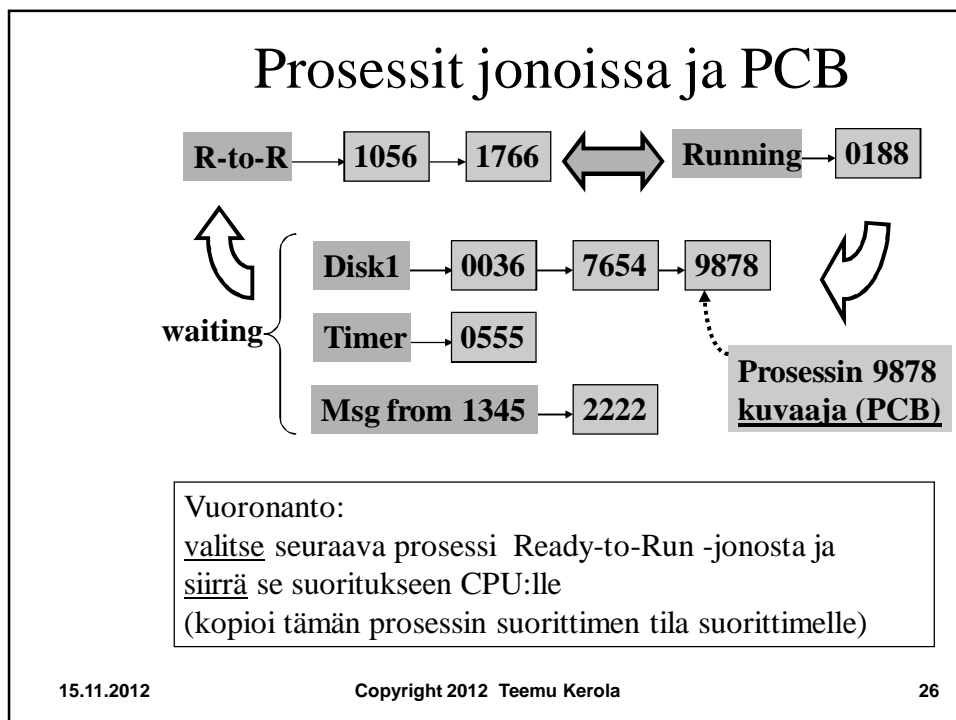 Prosessit jonoissa ja PCB
R-to-R 1056 1766 Running 0188
Disk1 0036 7654 9878
waiting
Timer 0555
Prosessin 9878
kuvaaja (PCB)
Msg from 1345 2222
Vuoronanto:
valitse seuraava prosessi Ready-to-Run -jonosta ja
siirrä se suoritukseen CPU:lle
(kopioi tämän prosessin suorittimen tila suorittimelle)
15.11.2012 Copyright 2012 Teemu Kerola 26